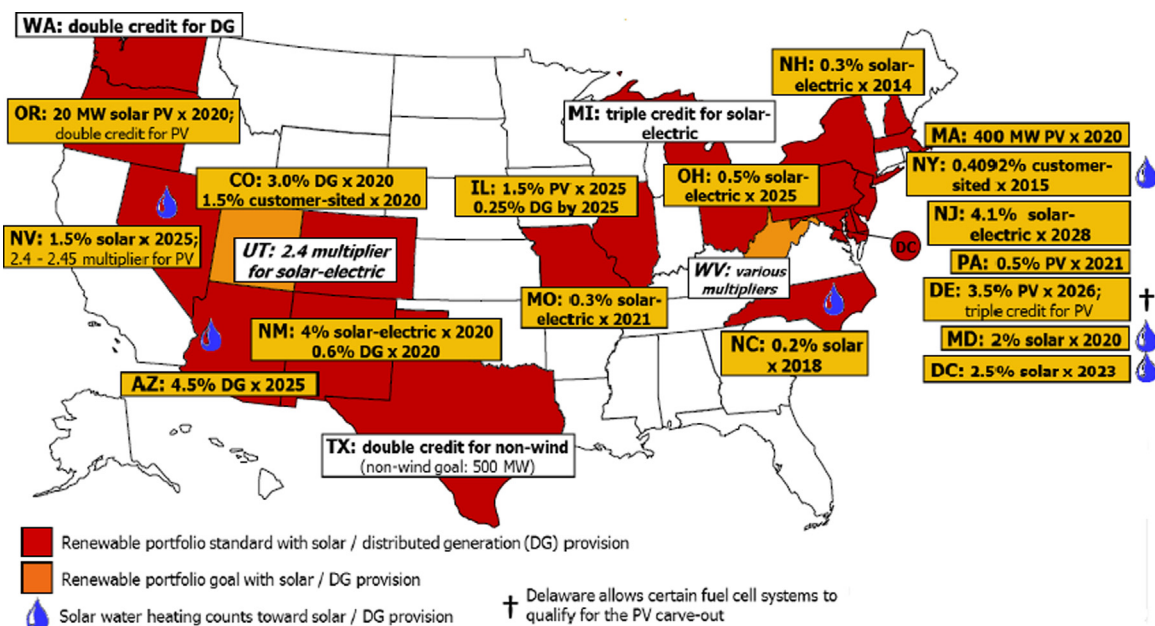 WA: double credit for DG
NH: 0.3% solar-
electric x 2014
OR: 20 MW solar PV x 2020;
double credit for PV
MI: triple credit for solar-
electric
MA: 400 MW PV x 2020
NY: 0.4092% customer-
sited x 2015
CO: 3.0% DG x 2020
1.5% customer-sited x 2020
IL: 1.5% PV x 2025
0.25% DG by 2025
OH: 0.5% solar-
electric x 2025
NJ: 4.1% solar-
electric x 2028
NV: 1.5% solar x 2025;
2.4 - 2.45 multiplier for PV
UT: 2.4 multiplier
for solar-electric
DC
WV: various
multipliers
PA: 0.5% PV x 2021
DE: 3.5% PV x 2026;
triple credit for PV
†
MO: 0.3% solar-
electric x 2021
NM: 4% solar-electric x 2020
0.6% DG x 2020
NC: 0.2% solar
x 2018
MD: 2% solar x 2020
DC: 2.5% solar x 2023
AZ: 4.5% DG x 2025
TX: double credit for non-wind
(non-wind goal: 500 MW)
Renewable portfolio standard with solar / distributed generation (DG) provision
Renewable portfolio goal with solar / DG provision
Solar water heating counts toward solar / DG provision
† Delaware allows certain fuel cell systems to
qualify for the PV carve-out